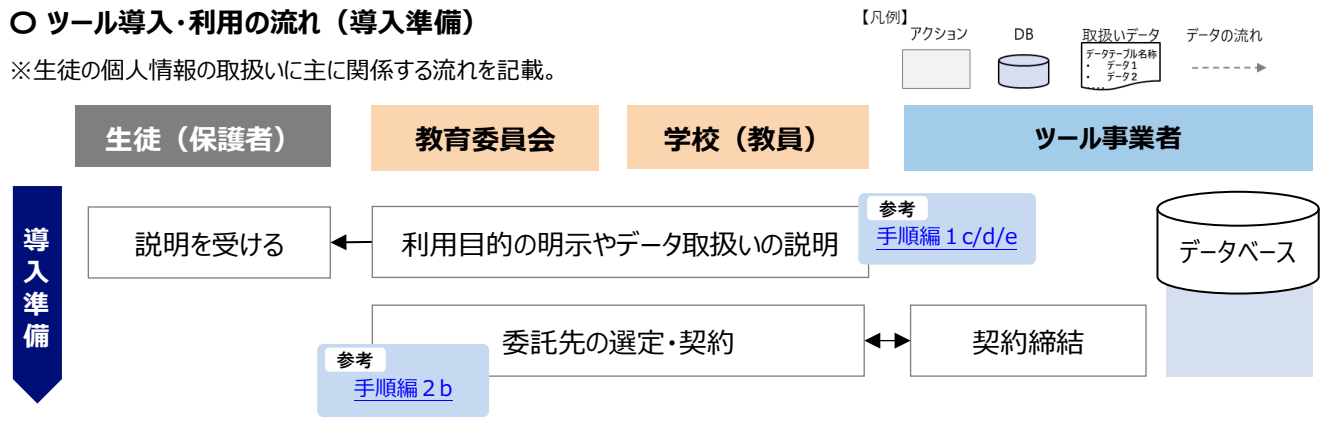 〇 ツール導入･利用の流れ（導入準備）
※生徒の個人情報の取扱いに主に関係する流れを記載。
【凡例】
アクション
DB
取扱いデータ
データの流れ
データテーブル名称
・ データ1
・ データ2
・....
生徒（保護者）
教育委員会
学校（教員）
ツール事業者
導入準備
説明を受ける
利用目的の明示やデータ取扱いの説明
参考
手順編１c/d/e
データベース
委託先の選定･契約
契約締結
参考
手順編２b